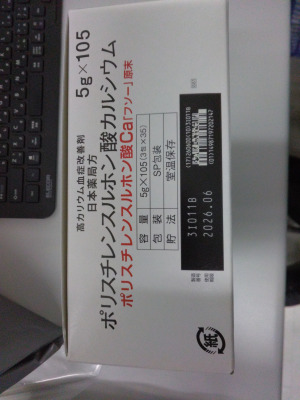 5g×105
高カリウム血症改善剤
日本薬局方
ポリスチレンスルホン酸カルシウム
ポリスチレンスルホン酸Ca「フソー」原末
容量 5g×105(3包×35)
包装 SP包装
貯法 室温保存
3I011B
2026.06
紙